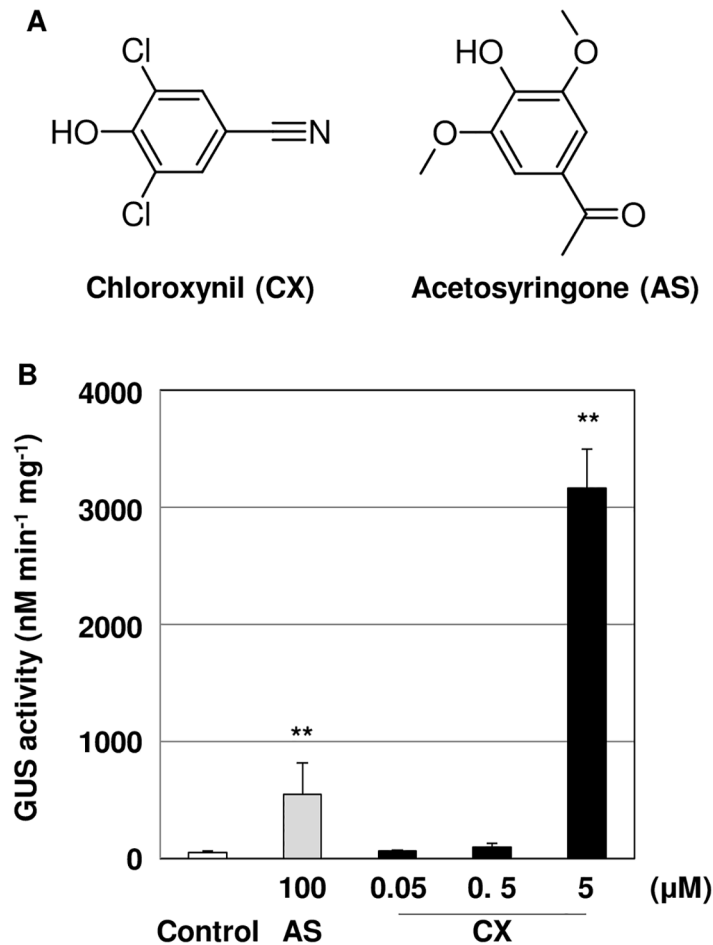 A
Cl
HO
N
Cl
Chloroxynil (CX)
HO
O
O
O
Acetosyringone (AS)
B
GUS activity (nM min⁻¹ mg⁻¹)
4000
3000
2000
1000
0
**
**
100 0.05 0. 5 5 (µM)
Control AS CX